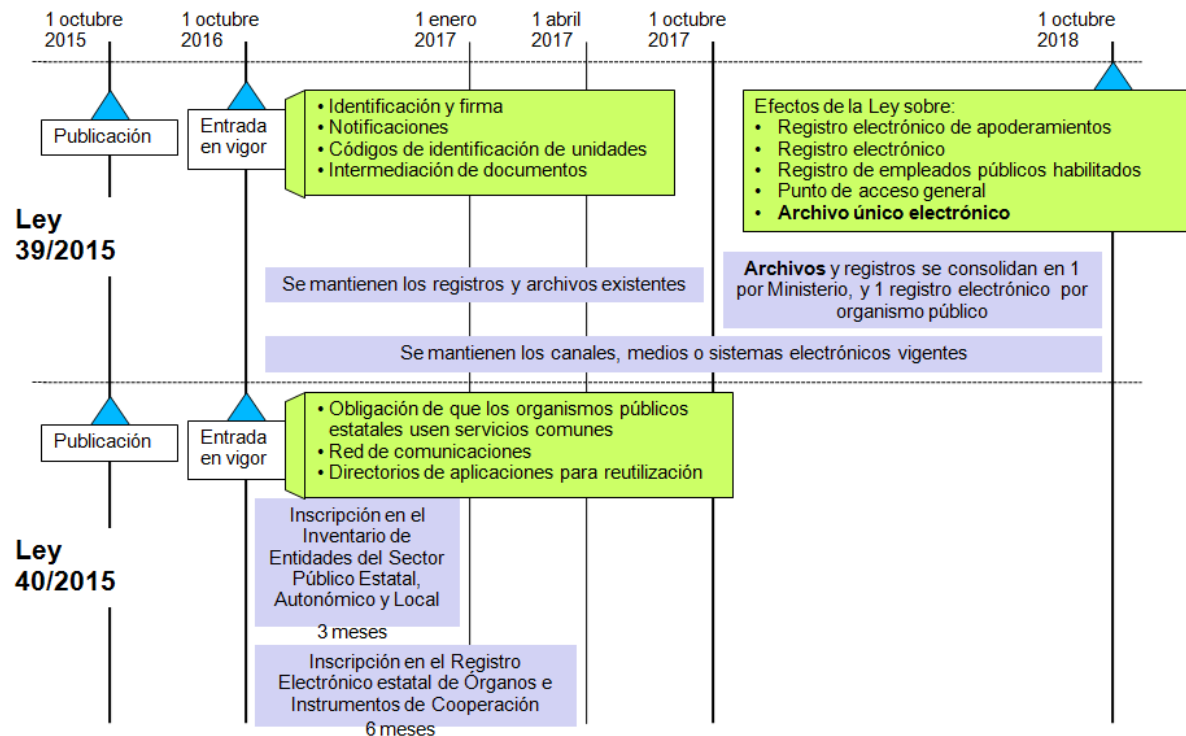 1 octubre
2015
1 octubre
2016
1 enero
2017
1 abril
2017
1 octubre
2017
1 octubre
2018
Publicación
Entrada
en vigor
• Identificación y firma
• Notificaciones
• Códigos de identificación de unidades
• Intermediación de documentos
Efectos de la Ley sobre:
• Registro electrónico de apoderamientos
• Registro electrónico
• Registro de empleados públicos habilitados
• Punto de acceso general
• Archivo único electrónico
Ley
39/2015
Se mantienen los registros y archivos existentes
Archivos y registros se consolidan en 1
por Ministerio, y 1 registro electrónico por
organismo público
Se mantienen los canales, medios o sistemas electrónicos vigentes
Publicación
Entrada
en vigor
• Obligación de que los organismos públicos
estatales usen servicios comunes
• Red de comunicaciones
• Directorios de aplicaciones para reutilización
Ley
40/2015
Inscripción en el
Inventario de
Entidades del Sector
Público Estatal,
Autonómico y Local
3 meses
Inscripción en el Registro
Electrónico estatal de Órganos e
Instrumentos de Cooperación
6 meses